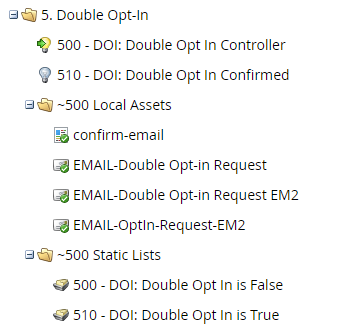 5. Double Opt-In
500 - DOI: Double Opt In Controller
510 - DOI: Double Opt In Confirmed
~500 Local Assets
confirm-email
EMAIL-Double Opt-in Request
EMAIL-Double Opt-in Request EM2
EMAIL-OptIn-Request-EM2
~500 Static Lists
500 - DOI: Double Opt In is False
510 - DOI: Double Opt In is True